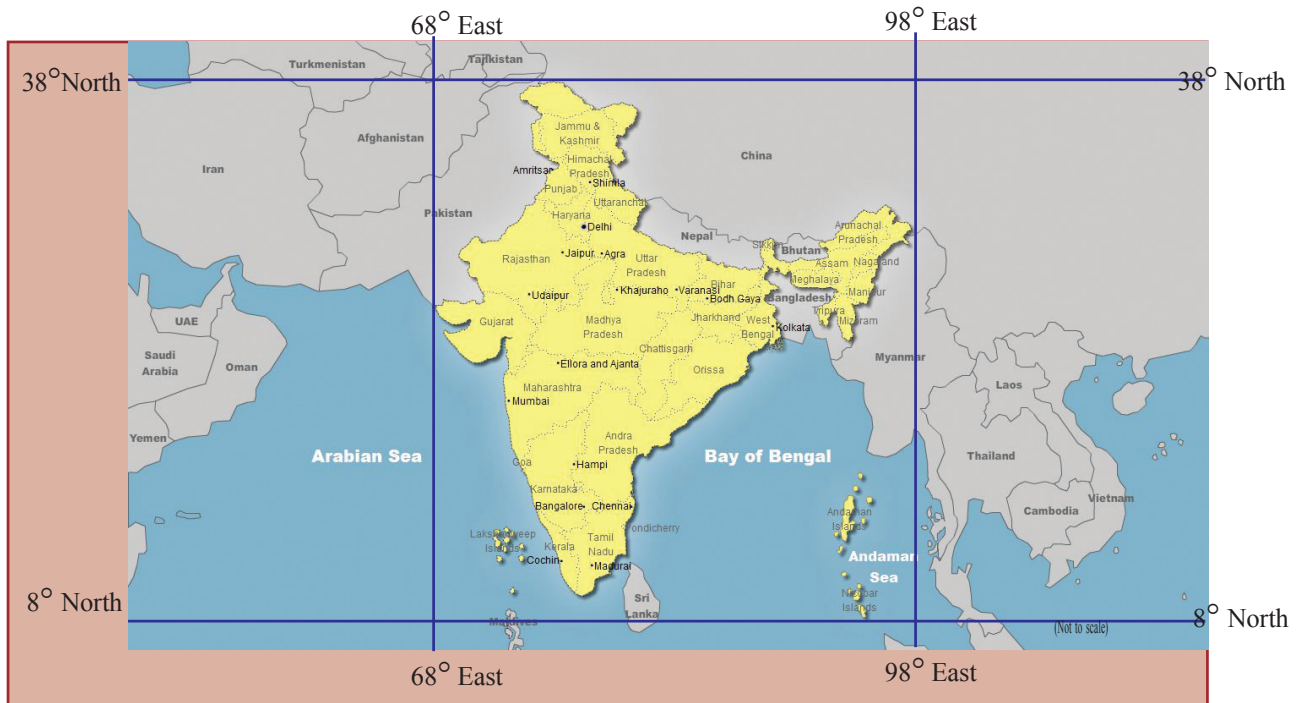 68° East
98° East
38° North
38° North
Turkmenistan
Tajikistan
Afghanistan
Iran
Pakistan
China
Jammu &
Kashmir
Himachal
Pradesh
Amritsar
Shimla
Punjab
Uttaranchal
Haryana
Delhi
Nepal
Sikkim
Bhutan
Arunachal
Pradesh
Assam
Nagaland
Meghalaya
Manipur
Rajasthan
Jaipur
Agra
Uttar
Pradesh
Bihar
Khajuraho
Varanasi
Bodh Gaya
Bangladesh
Udaipur
Tripura
Mizoram
Gujarat
Madhya
Pradesh
Jharkhand
West
Bengal
Kolkata
UAE
Saudi
Arabia
Oman
Yemen
Chattisgarh
Orissa
Myanmar
Laos
Ellora and Ajanta
Maharashtra
Mumbai
Arabian Sea
Bay of Bengal
Andra
Pradesh
Goa
Hampi
Thailand
Vietnam
Cambodia
Karnataka
Bangalore
Chennai
Pondicherry
Andaman
Islands
Lakshadweep
Islands
Kerala
Tamil
Nadu
Cochin
Madurai
Andaman
Sea
Nicobar
Islands
Sri
Lanka
Maldives
8° North
8° North
(Not to scale)
68° East
98° East